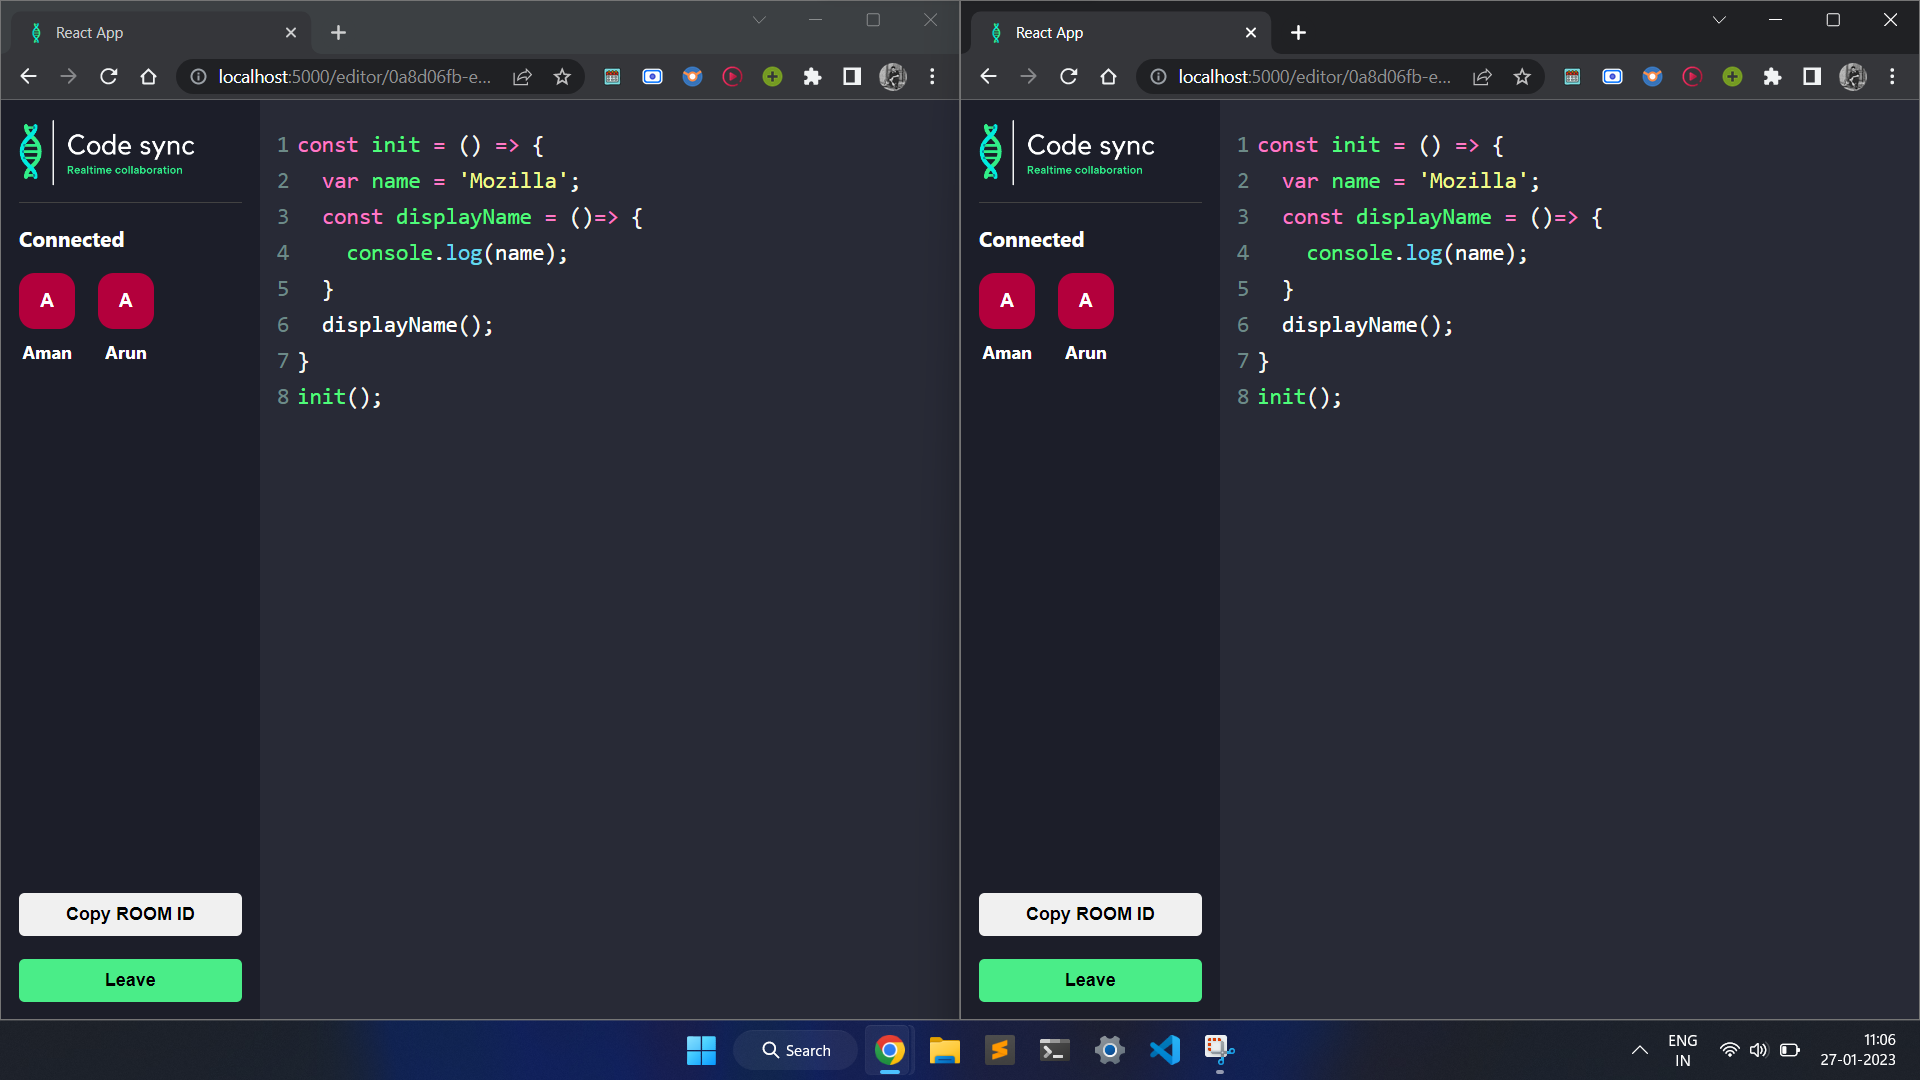 React App
localhost:5000/editor/0a8d06fb-e...
Code sync
Realtime collaboration
Connected
A A
Aman Arun
Copy ROOM ID
Leave
1 const init = () => {
2   var name = 'Mozilla';
3   const displayName = ()=> {
4     console.log(name);
5   }
6   displayName();
7 }
8 init();
React App
localhost:5000/editor/0a8d06fb-e...
Code sync
Realtime collaboration
Connected
A A
Aman Arun
Copy ROOM ID
Leave
1 const init = () => {
2   var name = 'Mozilla';
3   const displayName = ()=> {
4     console.log(name);
5   }
6   displayName();
7 }
8 init();
Search
ENG
IN
11:06
27-01-2023